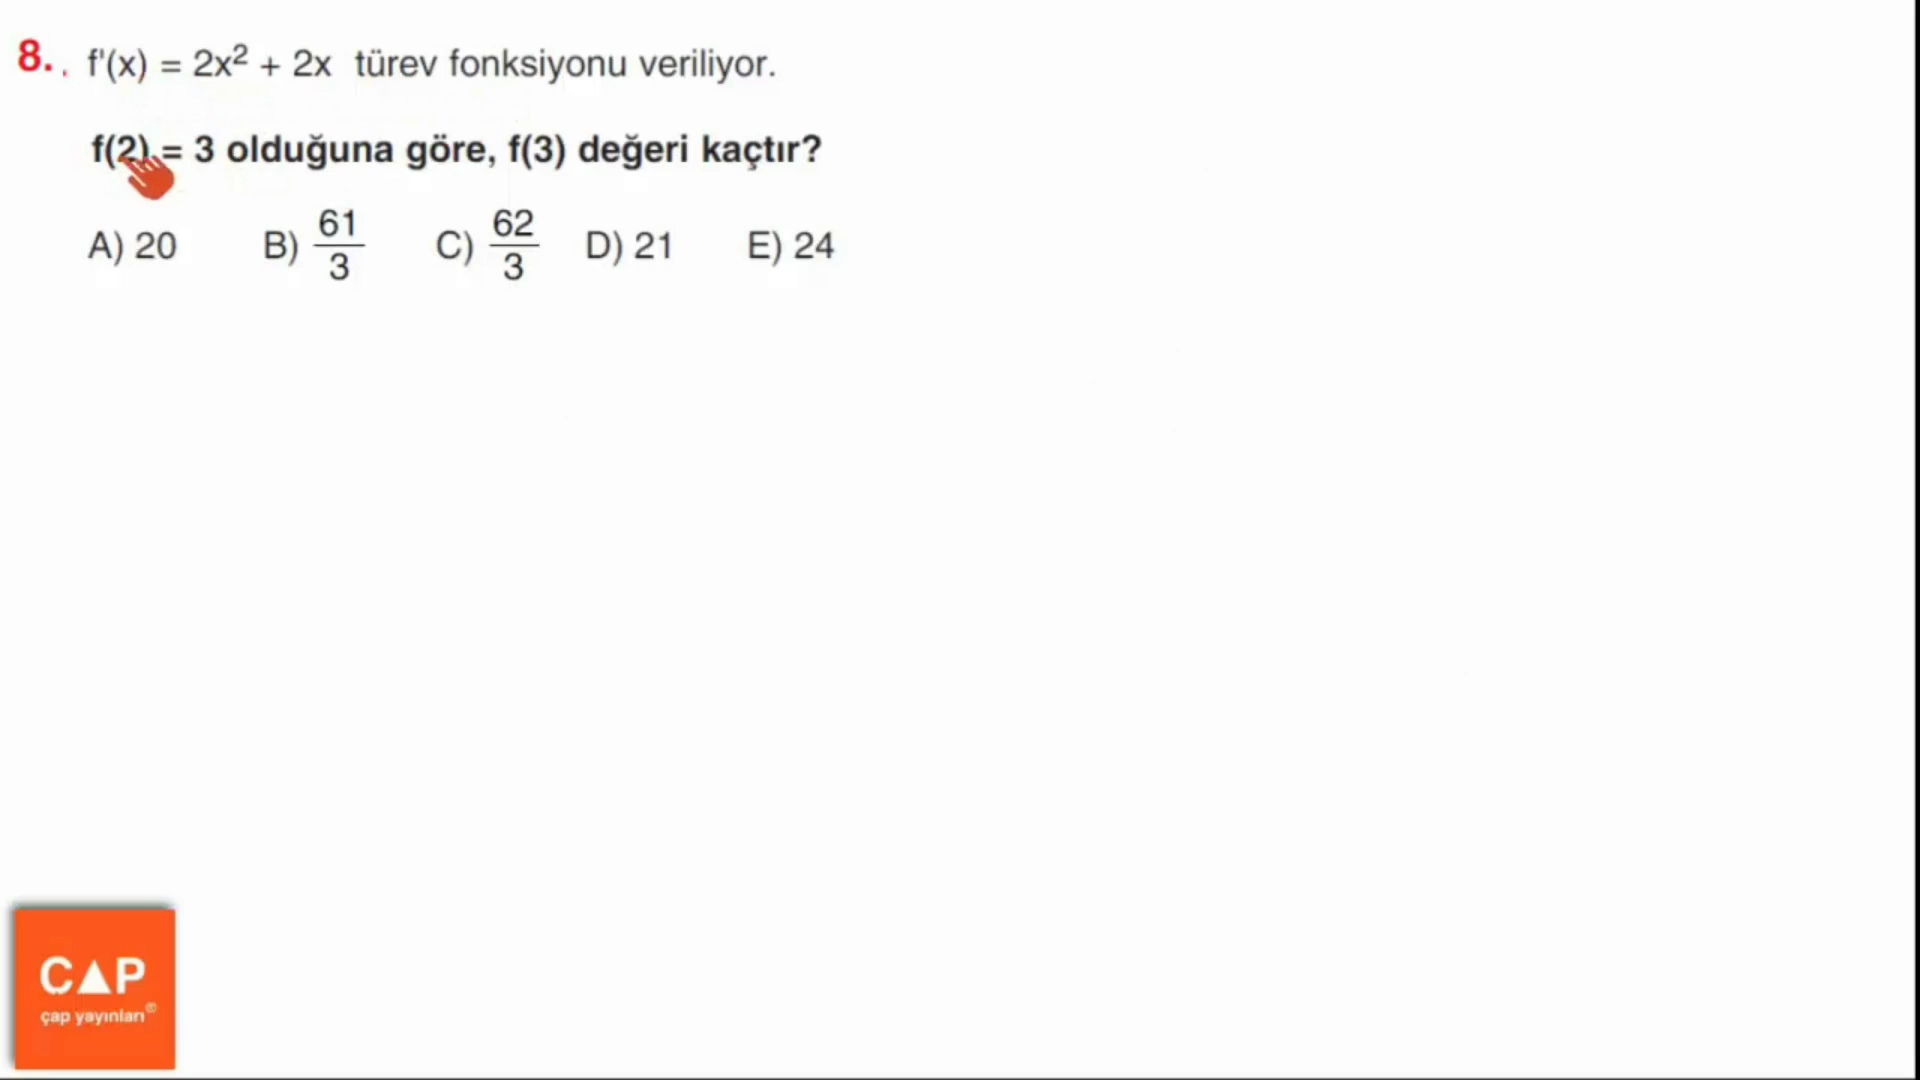 8. . f'(x) = 2x² + 2x türev fonksiyonu veriliyor.
f(2) = 3 olduğuna göre, f(3) değeri kaçtır?
A) 20 B) 61/3 C) 62/3 D) 21 E) 24
ÇAP
çap yayınları®